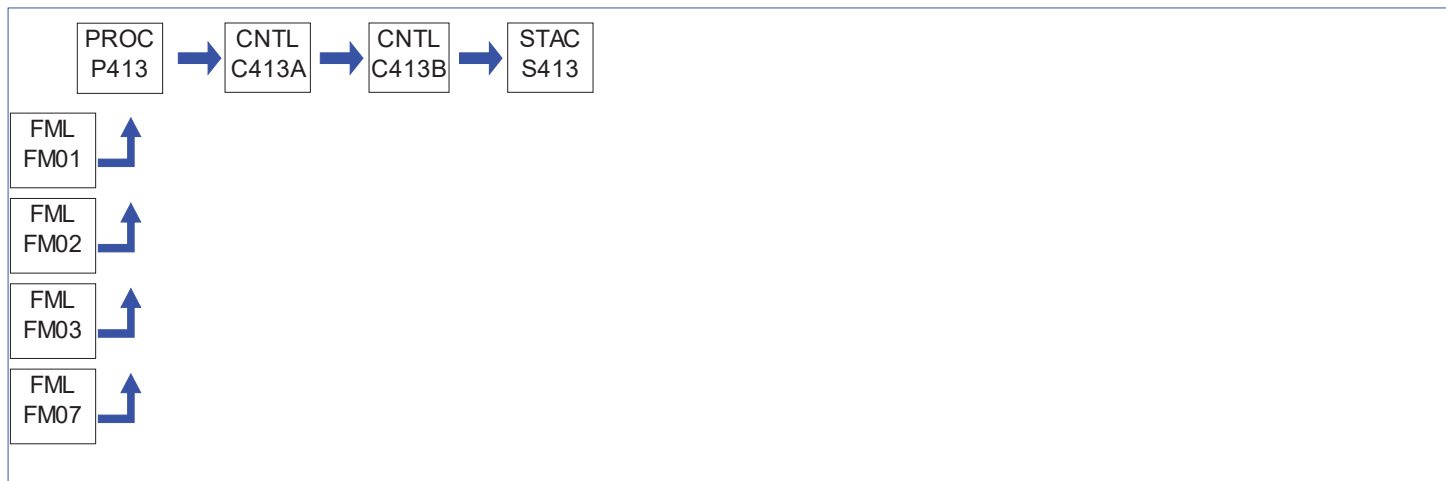 PROC
P413
CNTL
C413A
CNTL
C413B
STAC
S413
FML
FM01
FML
FM02
FML
FM03
FML
FM07